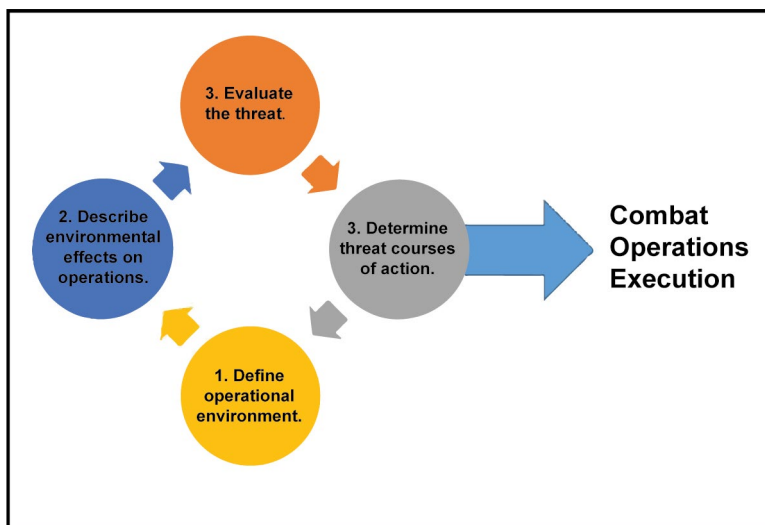 3. Evaluate
the threat.
2. Describe
environmental
effects on
operations.
3. Determine
threat courses
of action.
Combat
Operations
Execution
1. Define
operational
environment.